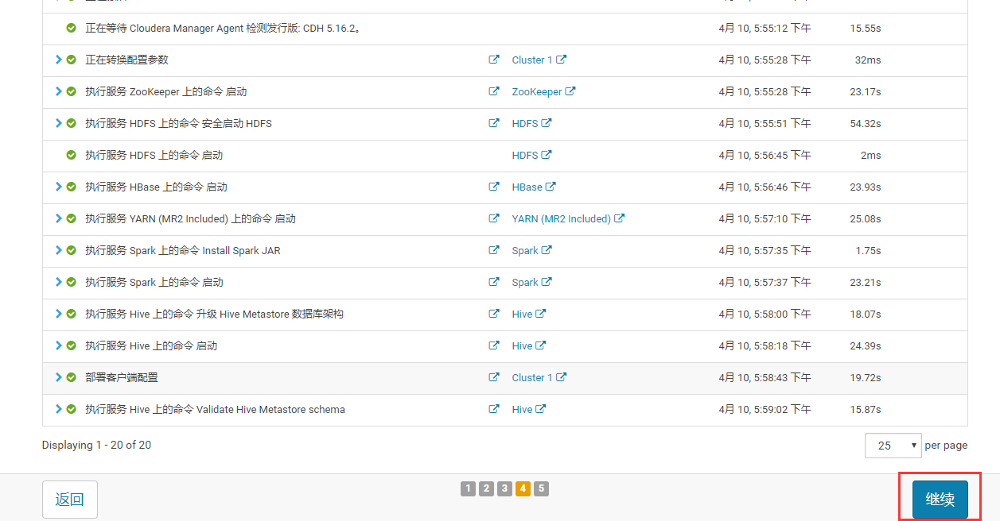 正在等待 Cloudera Manager Agent 检测发行版: CDH 5.16.2。 4月 10, 5:55:12 下午 15.55s
正在转换配置参数 Cluster 1 4月 10, 5:55:28 下午 32ms
执行服务 ZooKeeper 上的命令 启动 ZooKeeper 4月 10, 5:55:28 下午 23.17s
执行服务 HDFS 上的命令 安全启动 HDFS HDFS 4月 10, 5:55:51 下午 54.32s
执行服务 HDFS 上的命令 启动 HDFS 4月 10, 5:56:45 下午 2ms
执行服务 HBase 上的命令 启动 HBase 4月 10, 5:56:46 下午 23.93s
执行服务 YARN (MR2 Included) 上的命令 启动 YARN (MR2 Included) 4月 10, 5:57:10 下午 25.08s
执行服务 Spark 上的命令 Install Spark JAR Spark 4月 10, 5:57:35 下午 1.75s
执行服务 Spark 上的命令 启动 Spark 4月 10, 5:57:37 下午 23.21s
执行服务 Hive 上的命令 升级 Hive Metastore 数据库架构 Hive 4月 10, 5:58:00 下午 18.07s
执行服务 Hive 上的命令 启动 Hive 4月 10, 5:58:18 下午 24.39s
部署客户端配置 Cluster 1 4月 10, 5:58:43 下午 19.72s
执行服务 Hive 上的命令 Validate Hive Metastore schema Hive 4月 10, 5:59:02 下午 15.87s
Displaying 1 - 20 of 20 25 per page
返回 1 2 3 4 5 继续